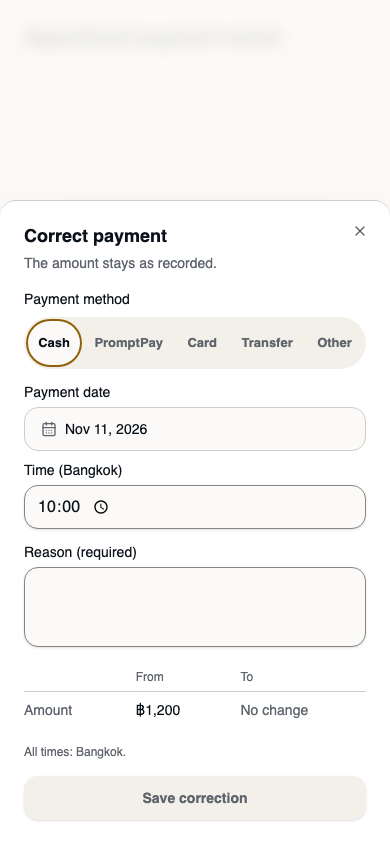 Correct payment
The amount stays as recorded.
Payment method
Cash PromptPay Card Transfer Other
Payment date
Nov 11, 2026
Time (Bangkok)
10:00
Reason (required)
From To
Amount ฿1,200 No change
All times: Bangkok.
Save correction